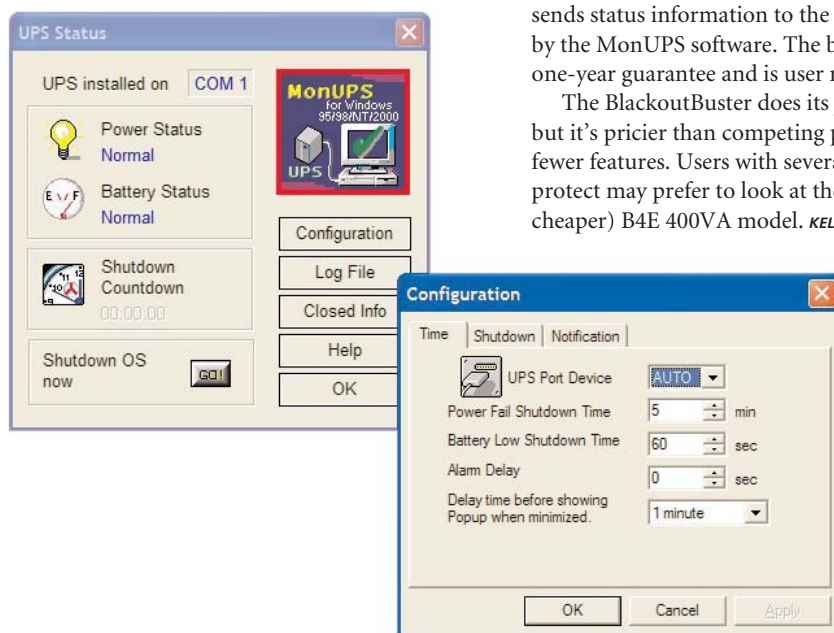 sends status information to the
by the MonUPS software. The b
one-year guarantee and is user
The BlackoutBuster does its
but it's pricier than competing
fewer features. Users with severa
protect may prefer to look at the
cheaper) B4E 400VA model. KEL
UPS Status
UPS installed on COM 1
Power Status
Normal
Battery Status
Normal
Shutdown
Countdown
00:00:00
Shutdown OS
now
GO!
MonUPS
for Windows
95/98/NT/2000
UPS
Configuration
Log File
Closed Info
Help
OK
Configuration
Time Shutdown Notification
UPS Port Device AUTO
Power Fail Shutdown Time 5 min
Battery Low Shutdown Time 60 sec
Alarm Delay 0 sec
Delay time before showing
Popup when minimized. 1 minute
OK Cancel Apply